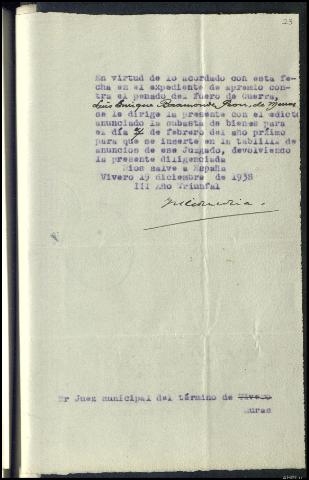 23
En virtud de lo acordado con esta fe-
cha en el expediente de apremio con-
tra el penado del Fuero de Guerra,
Luis Enrique Baamonde, de Muras
se le dirige la presente con el edicto
anunciado la subasta de bienes para
el día 7 de febrero del año próimo
para que se inserte en la tablilla de
anuncios de ese Juzgado, devolviendo
la presente diligenciada
Dios salve a España
Vivero 19 diciembre de 1938
III Año Triunfal
Sr Juez municipal del término de Vivero
Muras